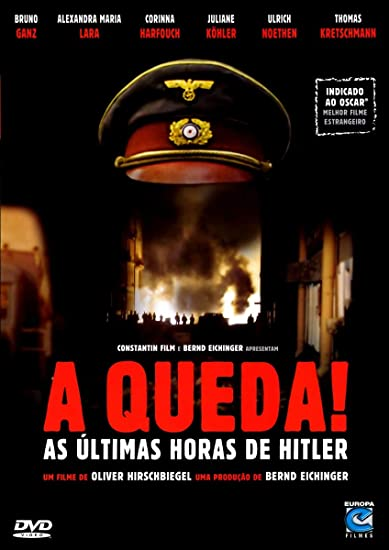 BRUNO GANZ
ALEXANDRA MARIA LARA
CORINNA HARFOUCH
JULIANE KÖHLER
ULRICH NOETHEN
THOMAS KRETSCHMANN
INDICADO
AO OSCAR®
MELHOR FILME
ESTRANGEIRO
CONSTANTIN FILM E BERND EICHINGER APRESENTAM
A QUEDA!
AS ÚLTIMAS HORAS DE HITLER
UM FILME DE OLIVER HIRSCHBIEGEL UMA PRODUÇÃO DE BERND EICHINGER
DVD
VIDEO
EUROPA
FILMES